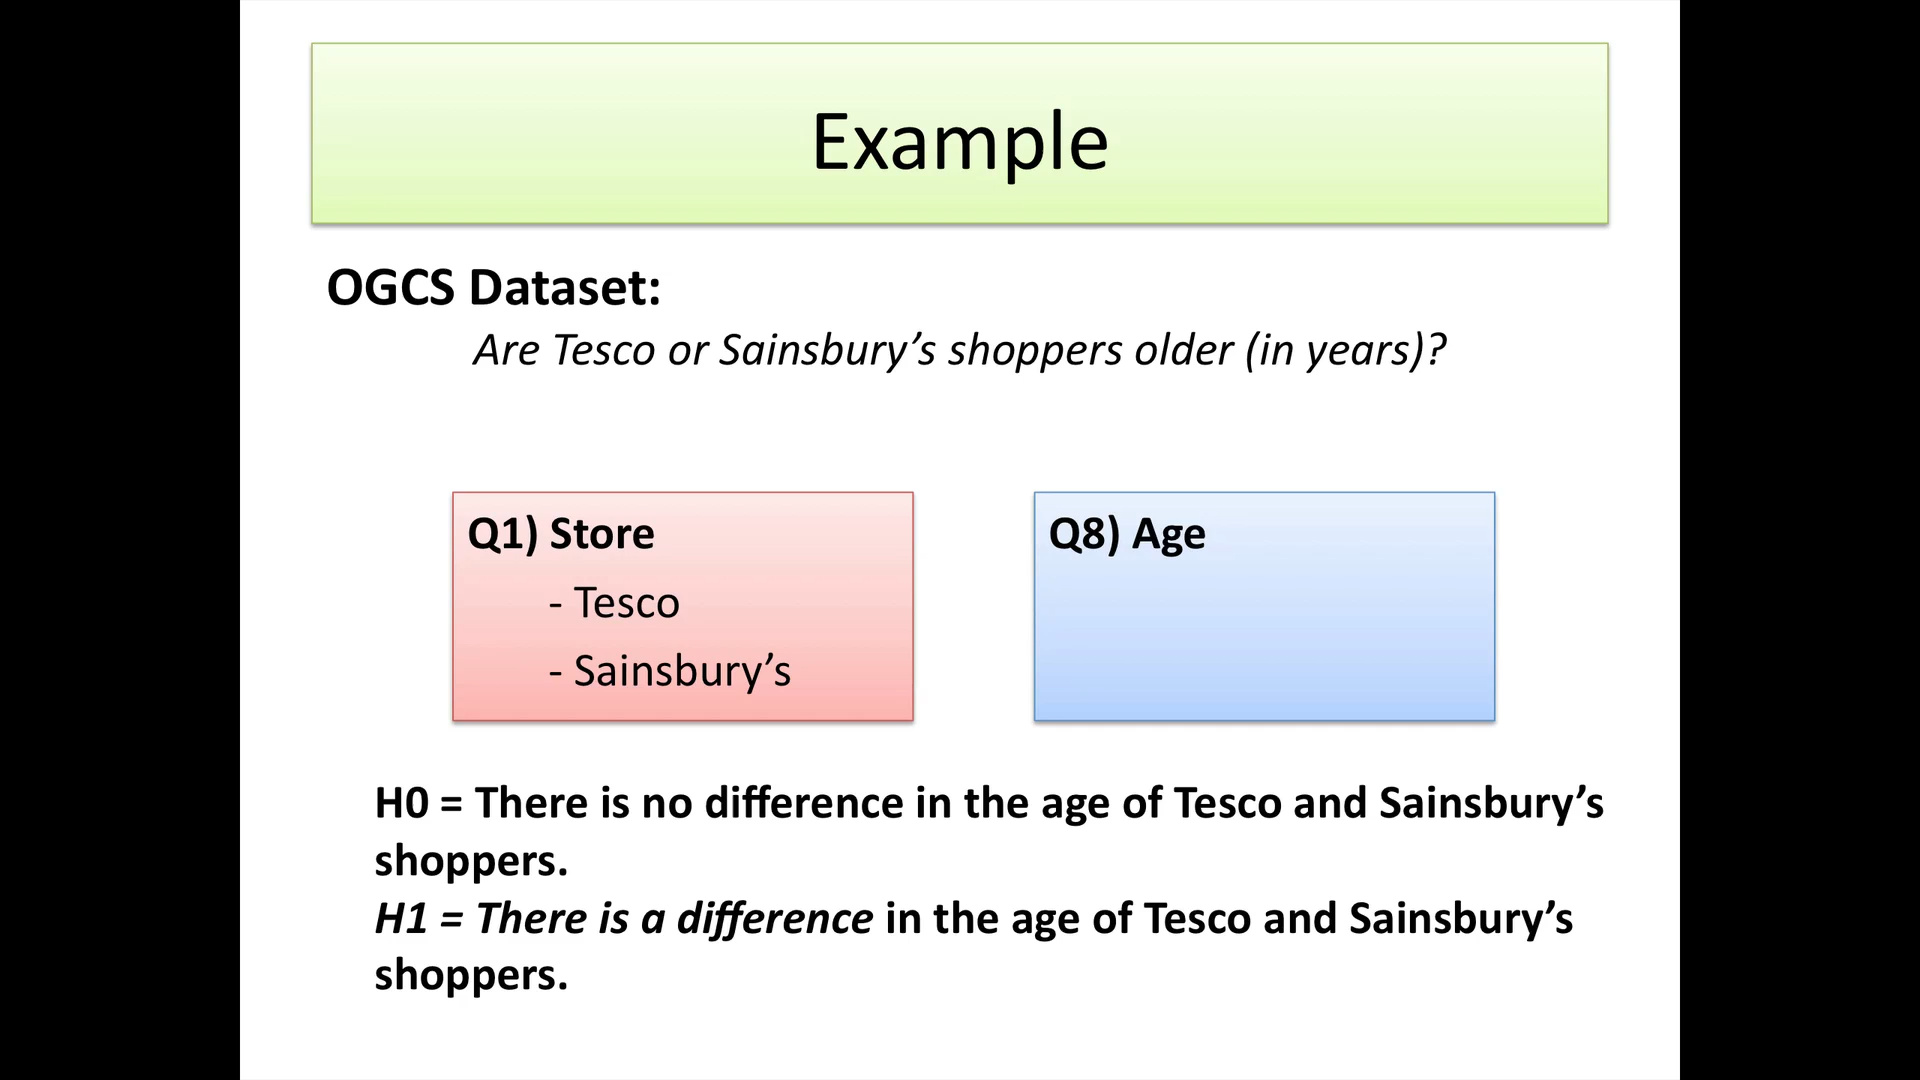 Example
OGCS Dataset:
Are Tesco or Sainsbury’s shoppers older (in years)?
Q1) Store
- Tesco
- Sainsbury’s
Q8) Age
H0 = There is no difference in the age of Tesco and Sainsbury’s
shoppers.
H1 = There is a difference in the age of Tesco and Sainsbury’s
shoppers.